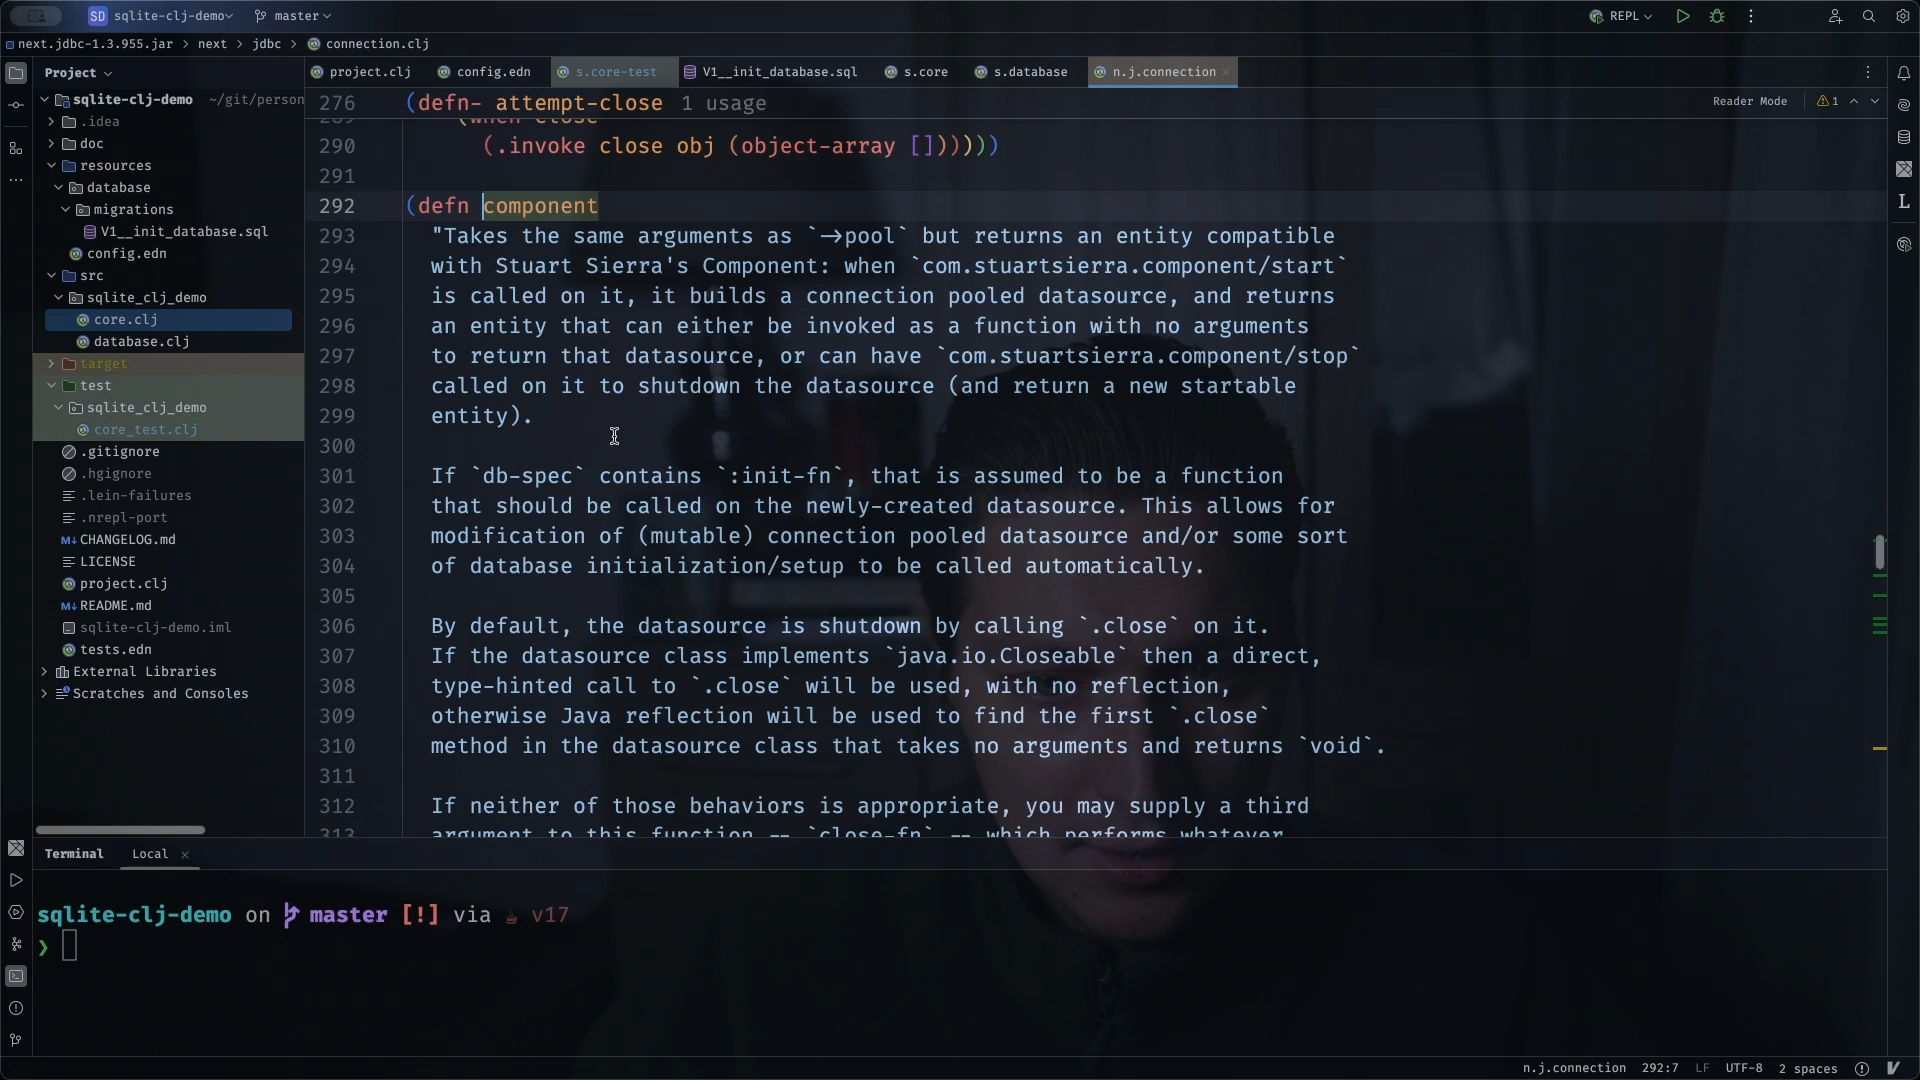 SD sqlite-clj-demo master REPL
next.jdbc-1.3.955.jar > next > jdbc > connection.clj
Project
project.clj config.edn s.core-test V1__init_database.sql s.core s.database n.j.connection
sqlite-clj-demo ~/git/person
.idea
doc
resources
database
migrations
V1__init_database.sql
config.edn
src
sqlite_clj_demo
core.clj
database.clj
target
test
sqlite_clj_demo
core_test.clj
.gitignore
.hgignore
.lein-failures
.nrepl-port
CHANGELOG.md
LICENSE
project.clj
README.md
sqlite-clj-demo.iml
tests.edn
External Libraries
Scratches and Consoles
Reader Mode 1
276 (defn- attempt-close 1 usage
289 (when close
290 (.invoke close obj (object-array [])))))
291
292 (defn component
293 "Takes the same arguments as `->pool` but returns an entity compatible
294 with Stuart Sierra's Component: when `com.stuartsierra.component/start`
295 is called on it, it builds a connection pooled datasource, and returns
296 an entity that can either be invoked as a function with no arguments
297 to return that datasource, or can have `com.stuartsierra.component/stop`
298 called on it to shutdown the datasource (and return a new startable
299 entity).
300
301 If `db-spec` contains `:init-fn`, that is assumed to be a function
302 that should be called on the newly-created datasource. This allows for
303 modification of (mutable) connection pooled datasource and/or some sort
304 of database initialization/setup to be called automatically.
305
306 By default, the datasource is shutdown by calling `.close` on it.
307 If the datasource class implements `java.io.Closeable` then a direct,
308 type-hinted call to `.close` will be used, with no reflection,
309 otherwise Java reflection will be used to find the first `.close`
310 method in the datasource class that takes no arguments and returns `void`.
311
312 If neither of those behaviors is appropriate, you may supply a third
313 argument to this function -- `close-fn` -- which performs whatever
Terminal Local
sqlite-clj-demo on master [!] via v17
❯
n.j.connection 292:7 LF UTF-8 2 spaces